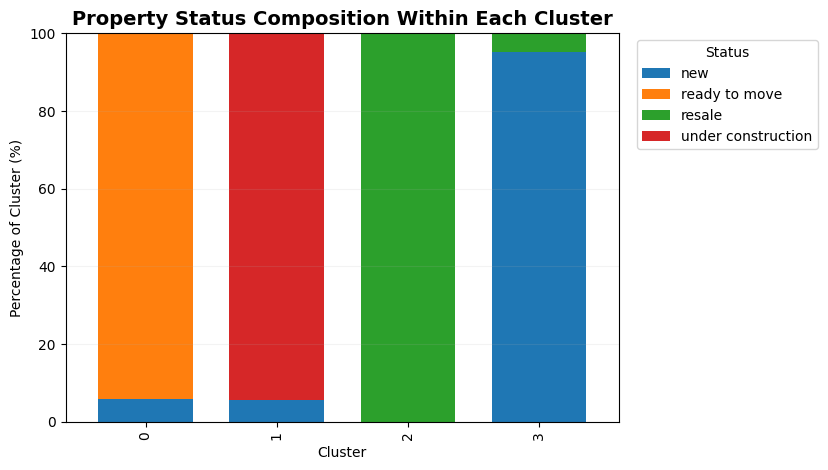 Property Status Composition Within Each Cluster
Percentage of Cluster (%)
100
80
60
40
20
0
0
1
2
3
Cluster
Status
new
ready to move
resale
under construction